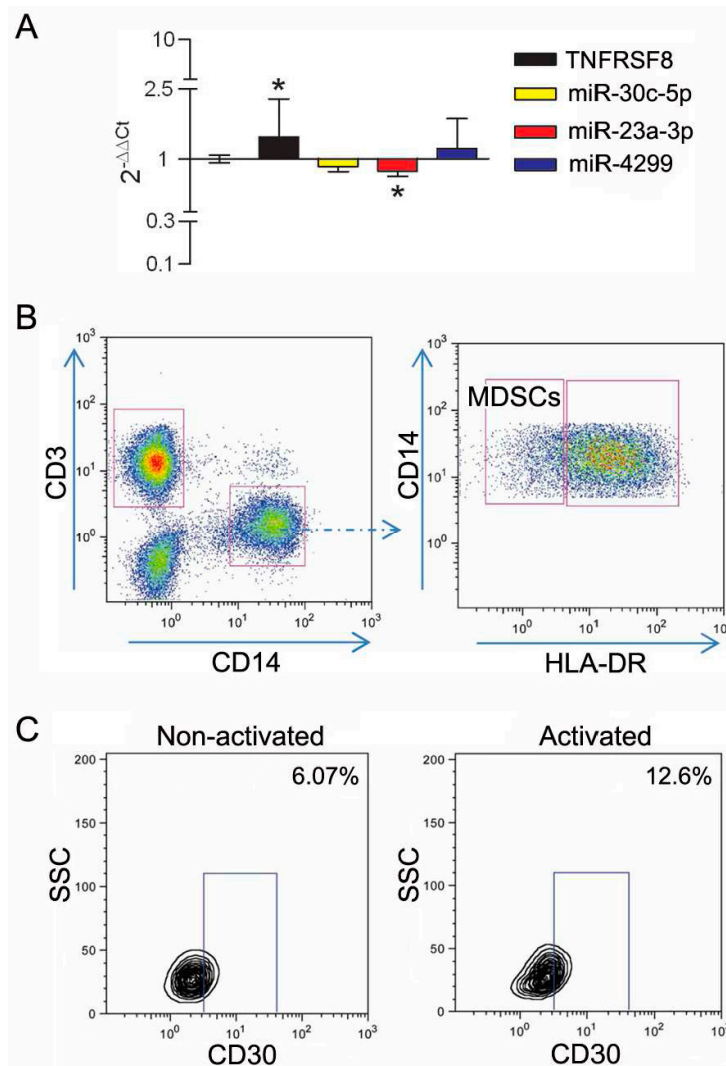 A
10
2.5
1
0.3
0.1
2^-ΔΔCt
*
*
TNFRSF8
miR-30c-5p
miR-23a-3p
miR-4299
B
10³
10²
10¹
10⁰
CD3
10⁰
10¹
10²
10³
CD14
10³
10²
10¹
10⁰
CD14
MDSCs
10⁰
10¹
10²
10
HLA-DR
C
Non-activated
6.07%
200
150
100
50
0
SSC
10⁰
10¹
10²
10³
CD30
Activated
12.6%
200
150
100
50
0
SSC
10⁰
10¹
10²
10³
CD30